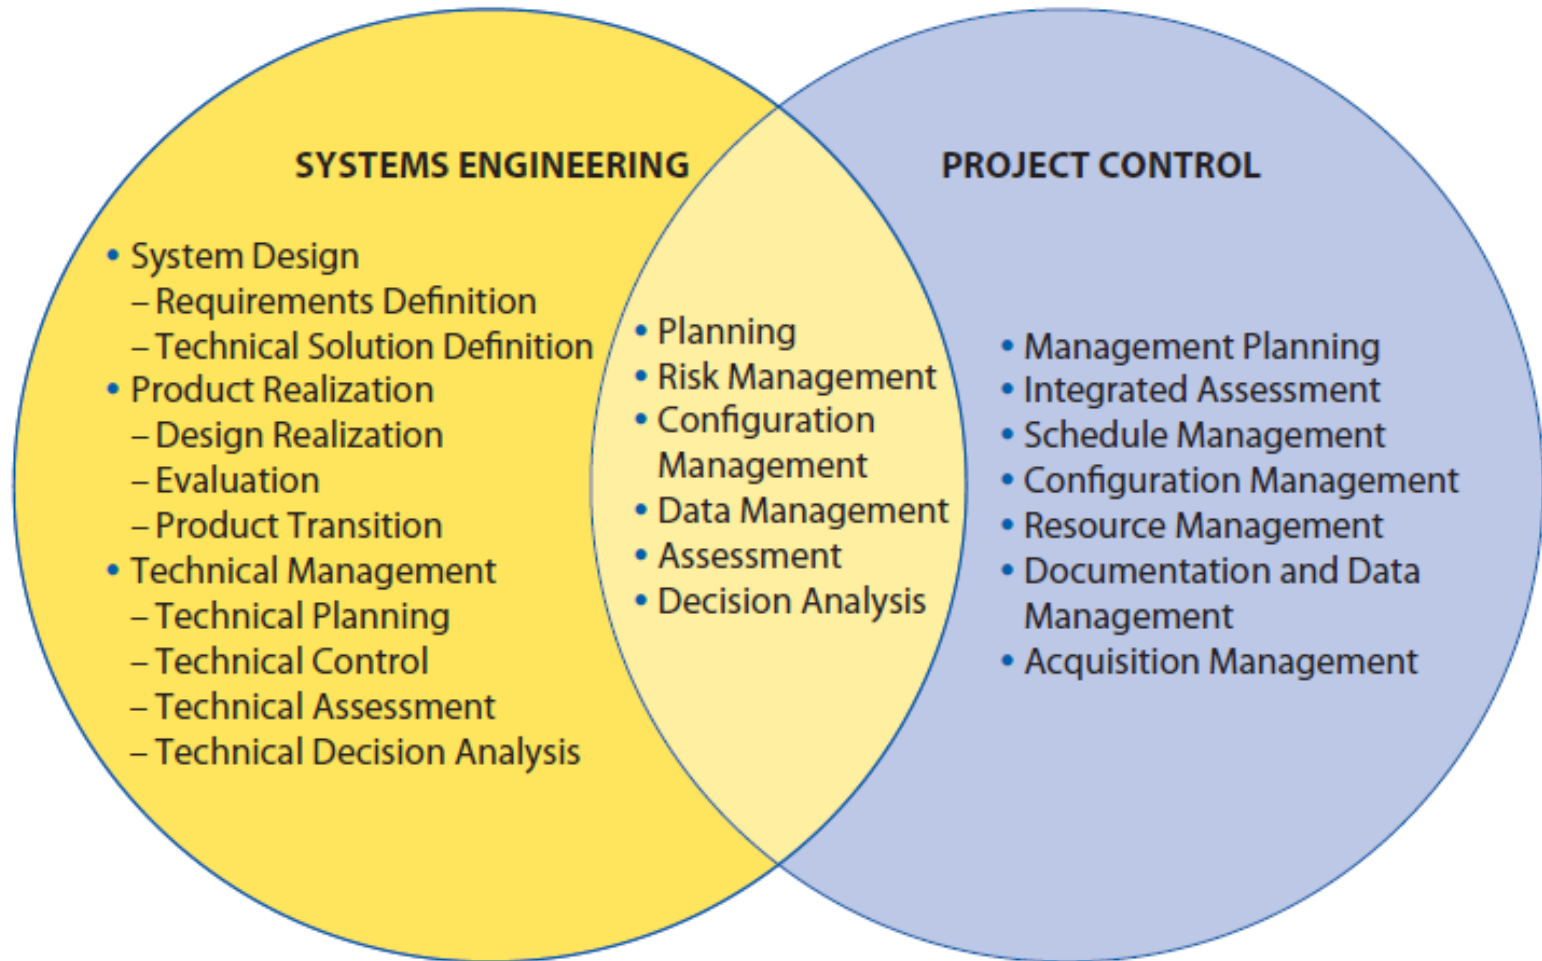 SYSTEMS ENGINEERING
• System Design
– Requirements Definition
– Technical Solution Definition
• Product Realization
– Design Realization
– Evaluation
– Product Transition
• Technical Management
– Technical Planning
– Technical Control
– Technical Assessment
– Technical Decision Analysis
• Planning
• Risk Management
• Configuration
Management
• Data Management
• Assessment
• Decision Analysis
PROJECT CONTROL
• Management Planning
• Integrated Assessment
• Schedule Management
• Configuration Management
• Resource Management
• Documentation and Data
Management
• Acquisition Management